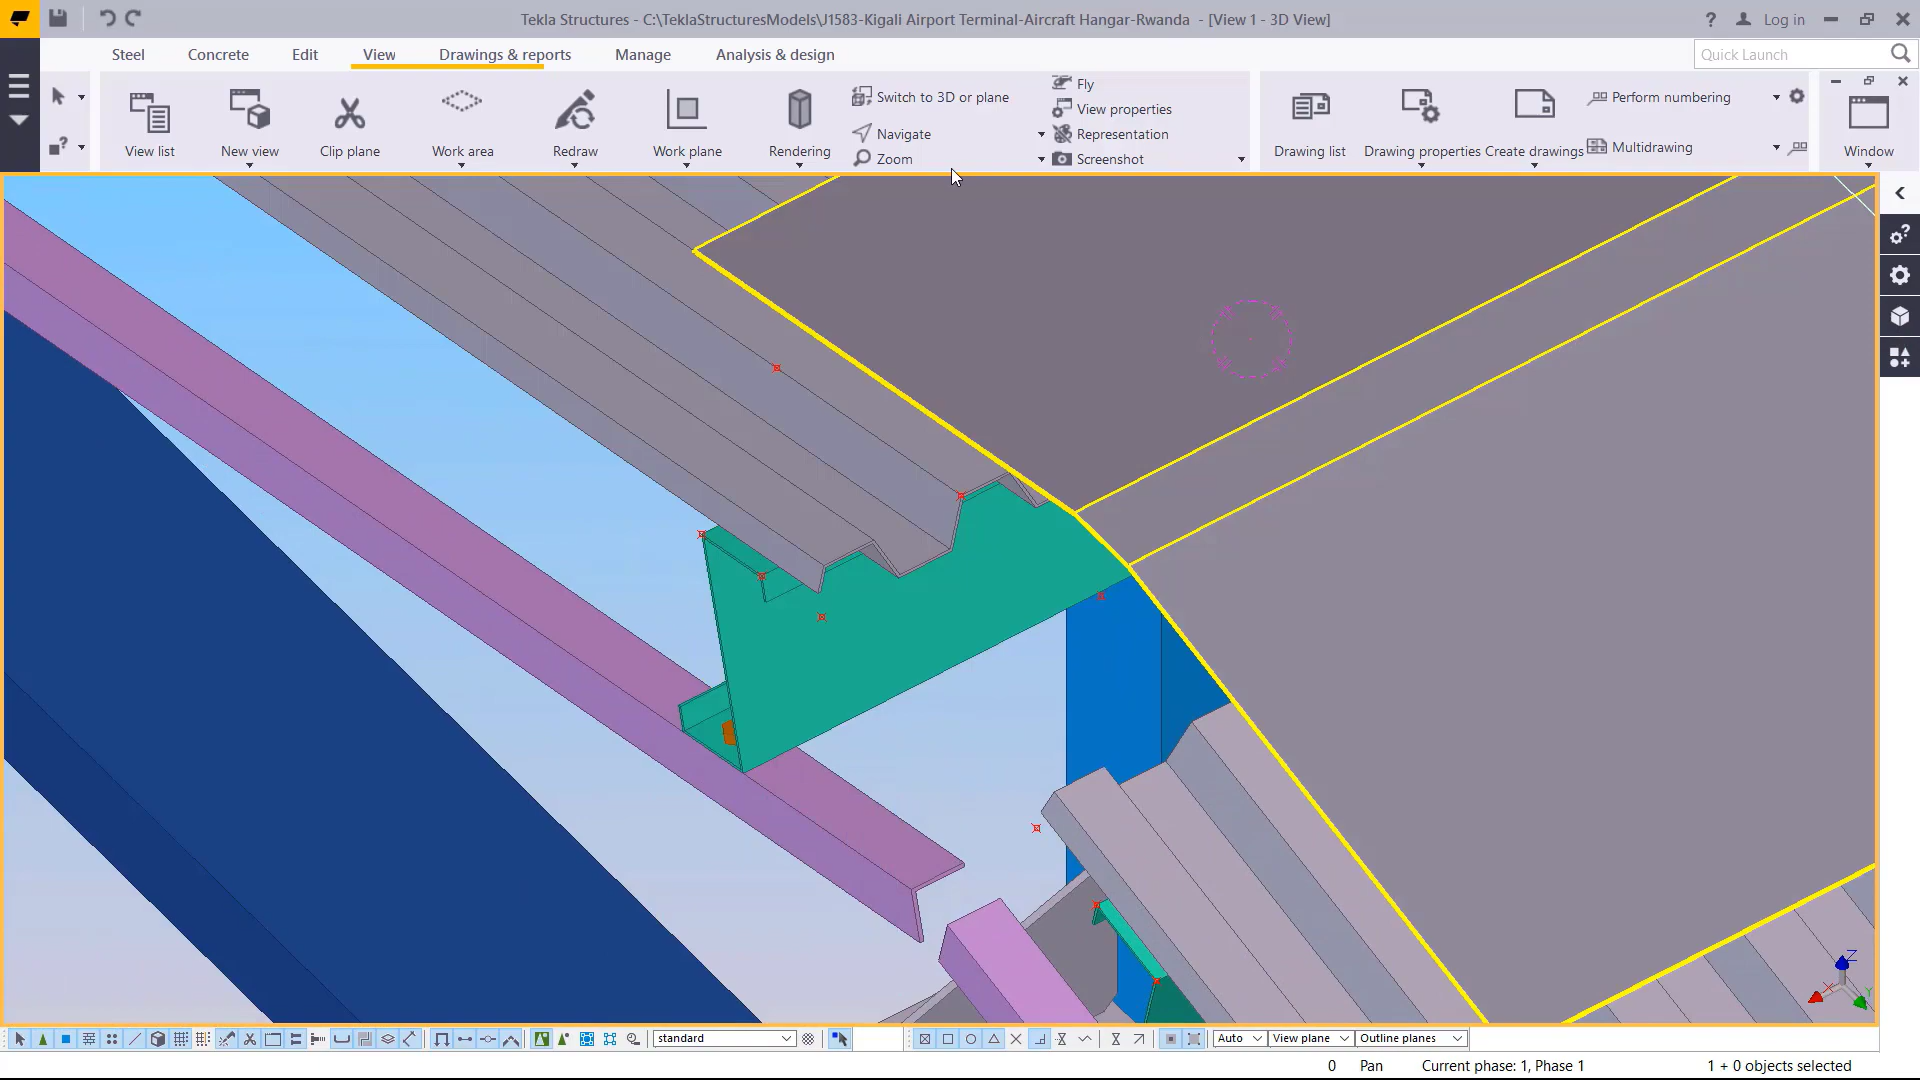 Tekla Structures - C:\TeklaStructuresModels\J1583-Kigali Airport Terminal-Aircraft Hangar-Rwanda - [View 1 - 3D View]
? Log in
Steel Concrete Edit View Drawings & reports Manage Analysis & design
Quick Launch
View list
New view
Clip plane
Work area
Redraw
Work plane
Rendering
Switch to 3D or plane
Navigate
Zoom
Fly
View properties
Representation
Screenshot
Drawing list
Drawing properties
Create drawings
Perform numbering
Multidrawing
Window
Z
Y
X
standard
Auto
View plane
Outline planes
0 Pan Current phase: 1, Phase 1 1 + 0 objects selected